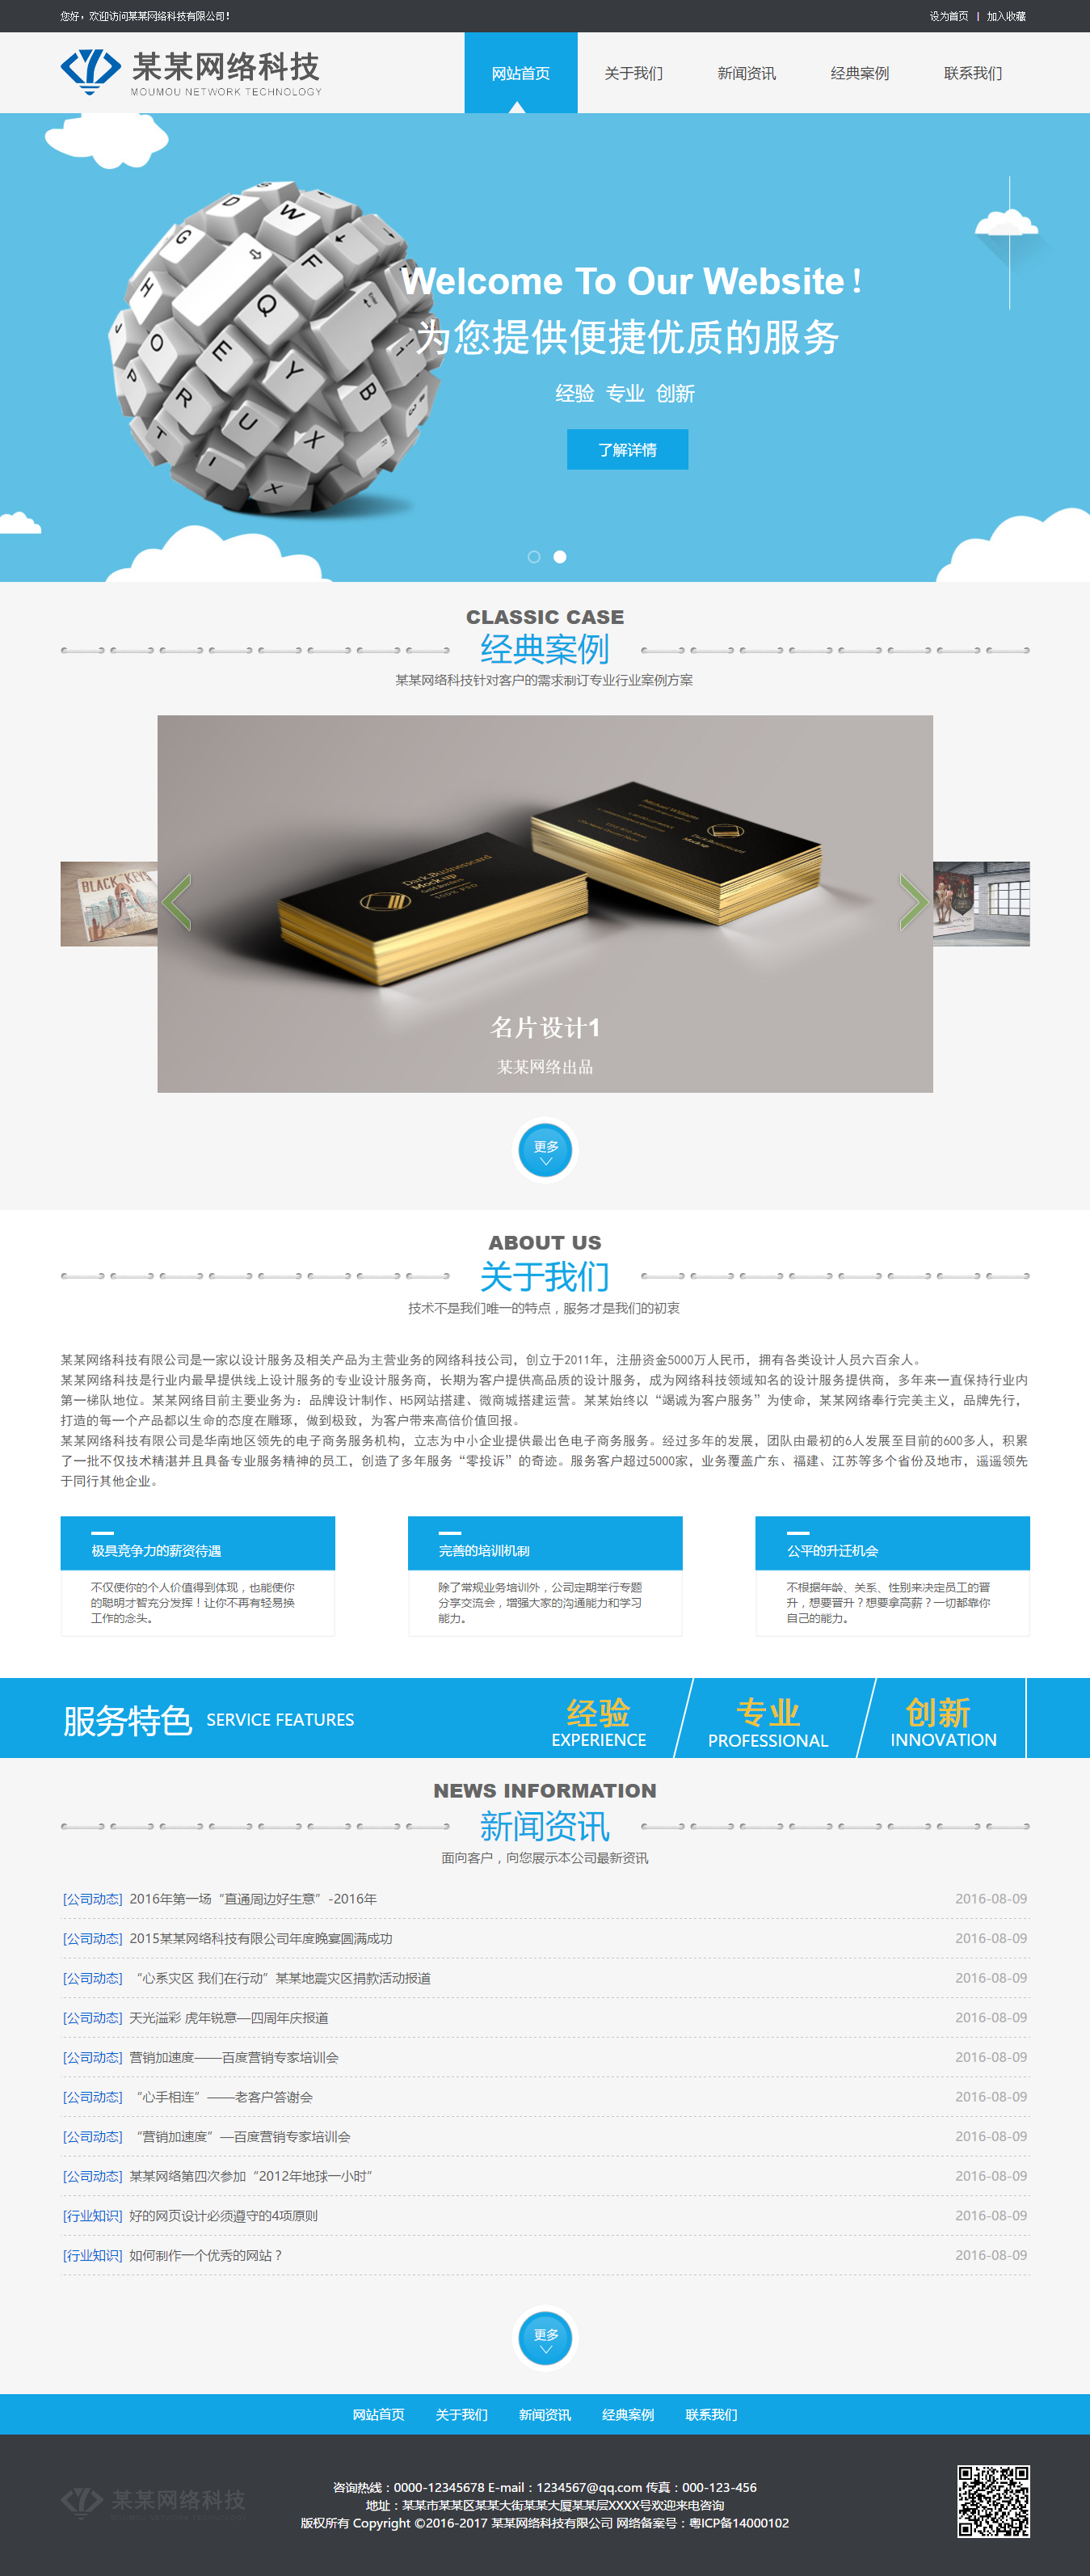 您好，欢迎访问某某网络科技有限公司!
设为首页 | 加入收藏
某某网络科技
MOUMOU NETWORK TECHNOLOGY
网站首页 关于我们 新闻资讯 经典案例 联系我们
Welcome To Our Website!
为您提供便捷优质的服务
经验 专业 创新
了解详情
CLASSIC CASE
经典案例
某某网络科技针对客户的需求制订专业行业案例方案
BLACK KEYS
Dark Businesscard
Mockup
100% PSD
Michael Williams
Dark Businesscard
Mockup
名片设计1
某某网络出品
更多
ABOUT US
关于我们
技术不是我们唯一的特点，服务才是我们的初衷
某某网络科技有限公司是一家以设计服务及相关产品为主营业务的网络科技公司，创立于2011年，注册资金5000万人民币，拥有各类设计人员六百余人。
某某网络科技是行业内最早提供线上设计服务的专业设计服务商，长期为客户提供高品质的设计服务，成为网络科技领域知名的设计服务提供商，多年来一直保持行业内
第一梯队地位。某某网络目前主要业务为：品牌设计制作、H5网站搭建、微商城搭建运营。某某始终以“竭诚为客户服务”为使命，某某网络奉行完美主义，品牌先行，
打造的每一个产品都以生命的态度在雕琢，做到极致，为客户带来高倍价值回报。
某某网络科技有限公司是华南地区领先的电子商务服务机构，立志为中小企业提供最出色电子商务服务。经过多年的发展，团队由最初的6人发展至目前的600多人，积累
了一批不仅技术精湛并且具备专业服务精神的员工，创造了多年服务“零投诉”的奇迹。服务客户超过5000家，业务覆盖广东、福建、江苏等多个省份及地市，遥遥领先
于同行其他企业。
极具竞争力的薪资待遇
不仅使你的个人价值得到体现，也能使你
的聪明才智充分发挥！让你不再有轻易换
工作的念头。
完善的培训机制
除了常规业务培训外，公司定期举行专题
分享交流会，增强大家的沟通能力和学习
能力。
公平的升迁机会
不根据年龄、关系、性别来决定员工的晋
升，想要晋升？想要拿高薪？一切都靠你
自己的能力。
服务特色 SERVICE FEATURES
经验 专业 创新
EXPERIENCE PROFESSIONAL INNOVATION
NEWS INFORMATION
新闻资讯
面向客户，向您展示本公司最新资讯
[公司动态] 2016年第一场“直通周边好生意”-2016年 2016-08-09
[公司动态] 2015某某网络科技有限公司年度晚宴圆满成功 2016-08-09
[公司动态] “心系灾区 我们在行动”某某地震灾区捐款活动报道 2016-08-09
[公司动态] 天光溢彩 虎年锐意—四周年庆报道 2016-08-09
[公司动态] 营销加速度——百度营销专家培训会 2016-08-09
[公司动态] “心手相连”——老客户答谢会 2016-08-09
[公司动态] “营销加速度”—百度营销专家培训会 2016-08-09
[公司动态] 某某网络第四次参加“2012年地球一小时” 2016-08-09
[行业知识] 好的网页设计必须遵守的4项原则 2016-08-09
[行业知识] 如何制作一个优秀的网站？ 2016-08-09
更多
网站首页 关于我们 新闻资讯 经典案例 联系我们
某某网络科技
MOUMOU NETWORK TECHNOLOGY
咨询热线：0000-12345678 E-mail：1234567@qq.com 传真：000-123-456
地址：某某市某某区某某大街某某大厦某某层XXXX号欢迎来电咨询
版权所有 Copyright ©2016-2017 某某网络科技有限公司 网络备案号：粤ICP备14000102